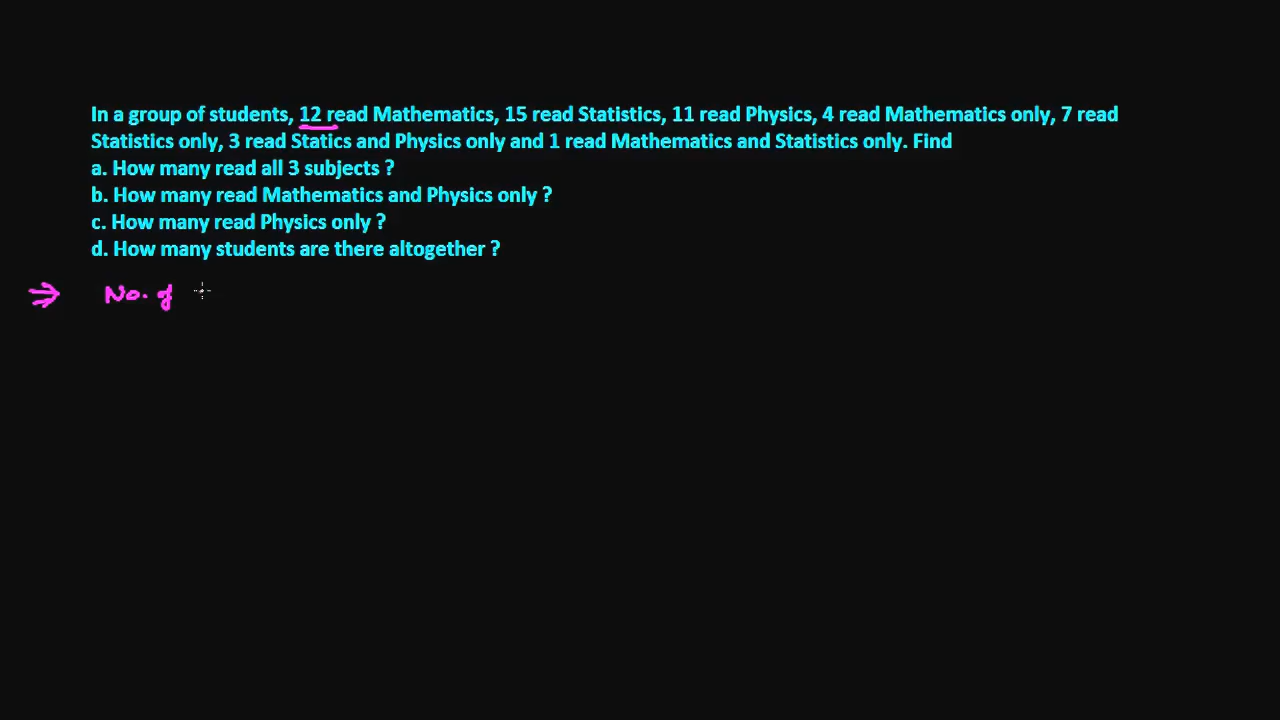 In a group of students, 12 read Mathematics, 15 read Statistics, 11 read Physics, 4 read Mathematics only, 7 read
Statistics only, 3 read Statics and Physics only and 1 read Mathematics and Statistics only. Find
a. How many read all 3 subjects ?
b. How many read Mathematics and Physics only ?
c. How many read Physics only ?
d. How many students are there altogether ?
⇒ No. of